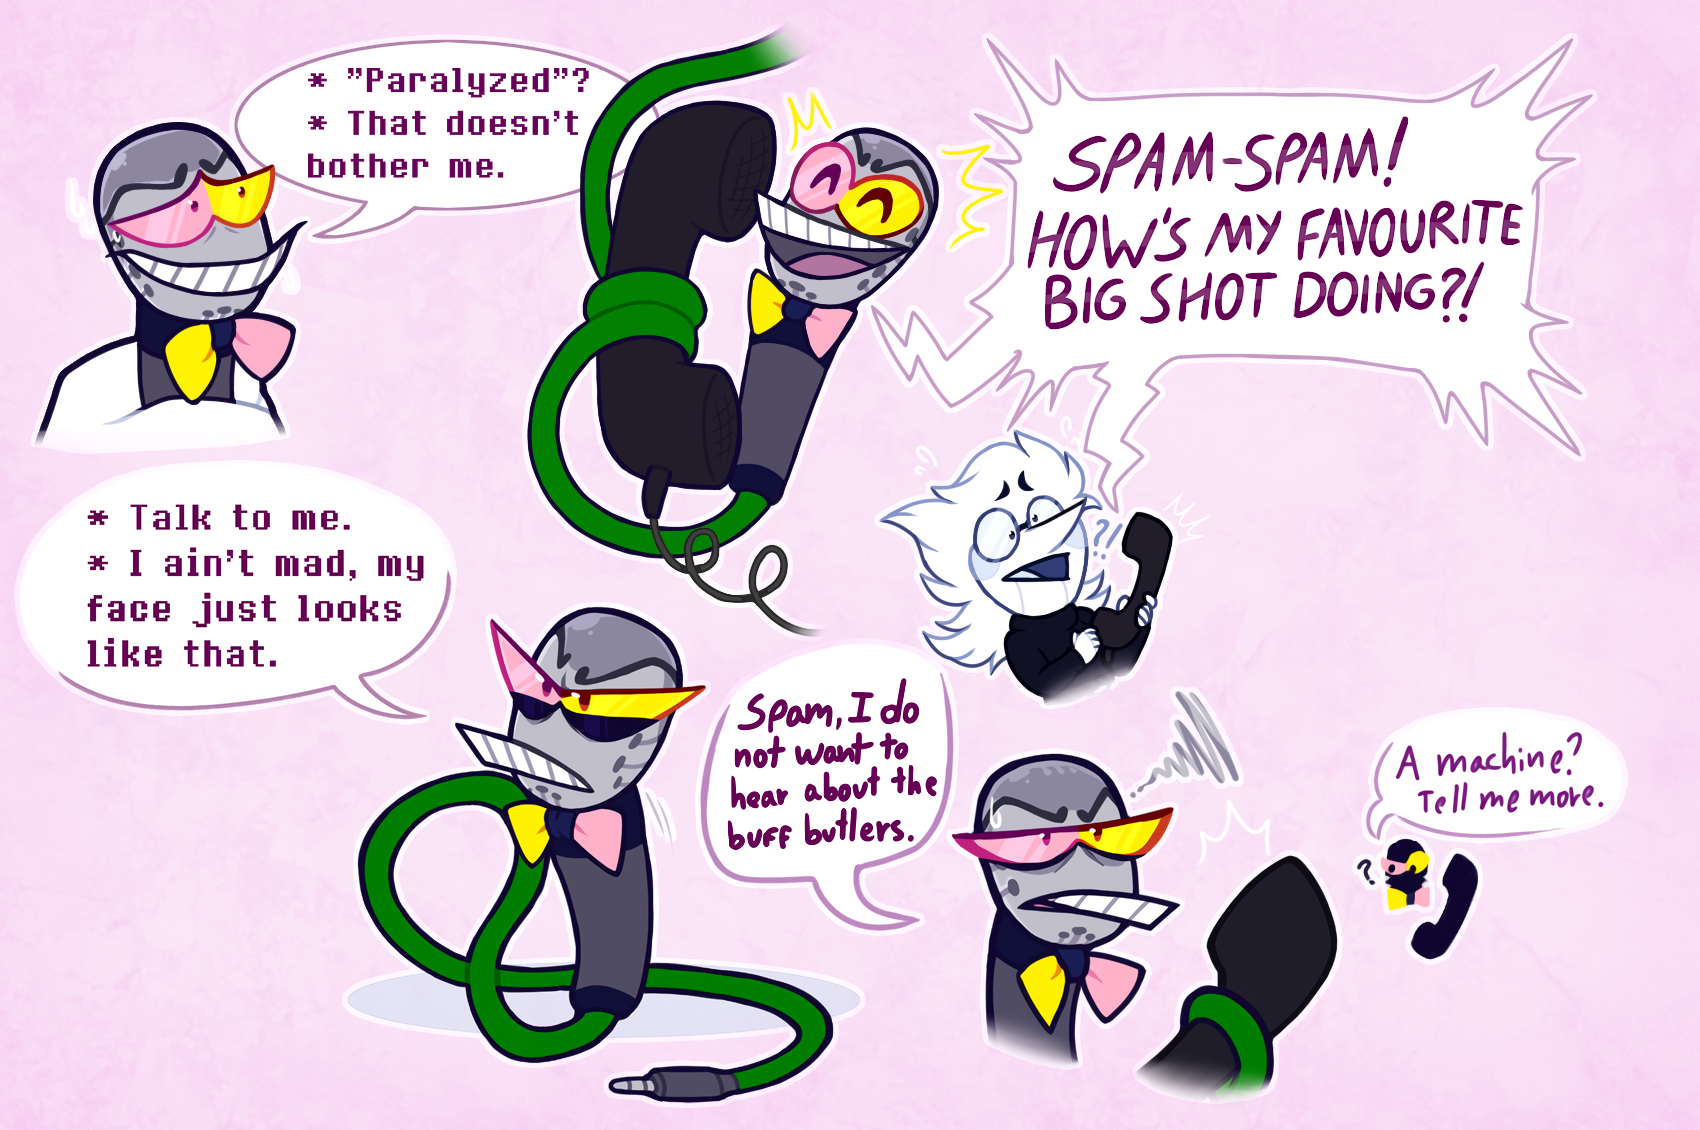 * "Paralyzed"?
* That doesn't
bother me.
SPAM-SPAM!
HOW'S MY FAVOURITE
BIG SHOT DOING?!
?!
* Talk to me.
* I ain't mad, my
face just looks
like that.
Spam, I do
not want to
hear about the
buff butlers.
A machine?
Tell me more.
?